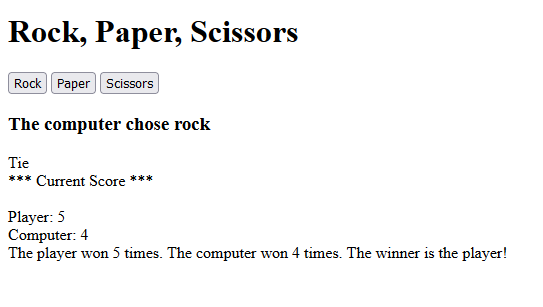 Rock, Paper, Scissors
Rock Paper Scissors
The computer chose rock
Tie
*** Current Score ***
Player: 5
Computer: 4
The player won 5 times. The computer won 4 times. The winner is the player!